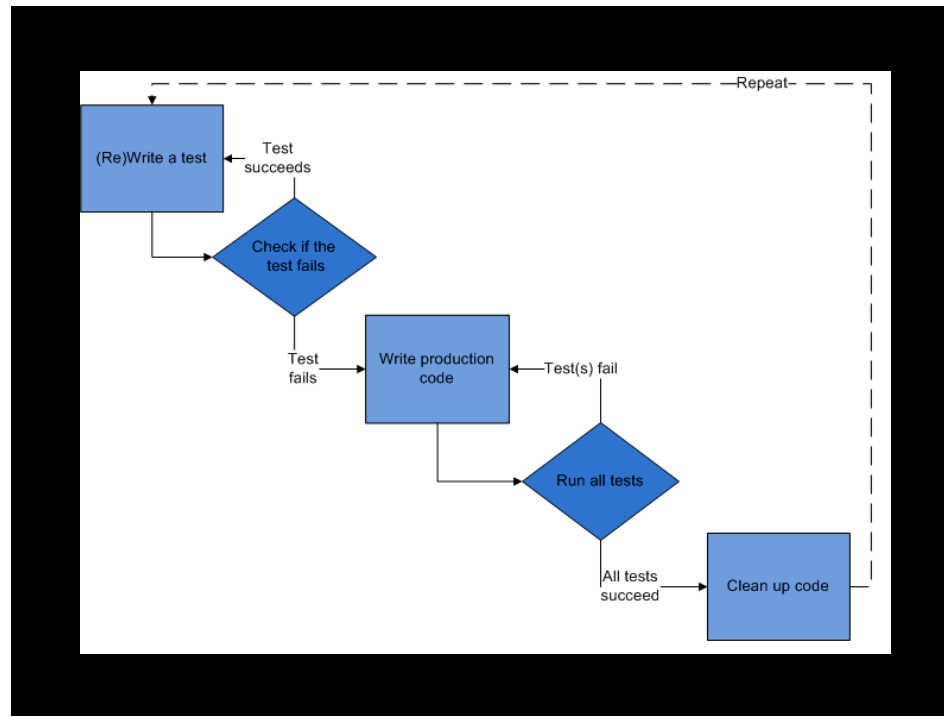 Repeat
(Re)Write a test
Test
succeeds
Check if the
test fails
Test
fails
Write production
code
Test(s) fail
Run all tests
All tests
succeed
Clean up code